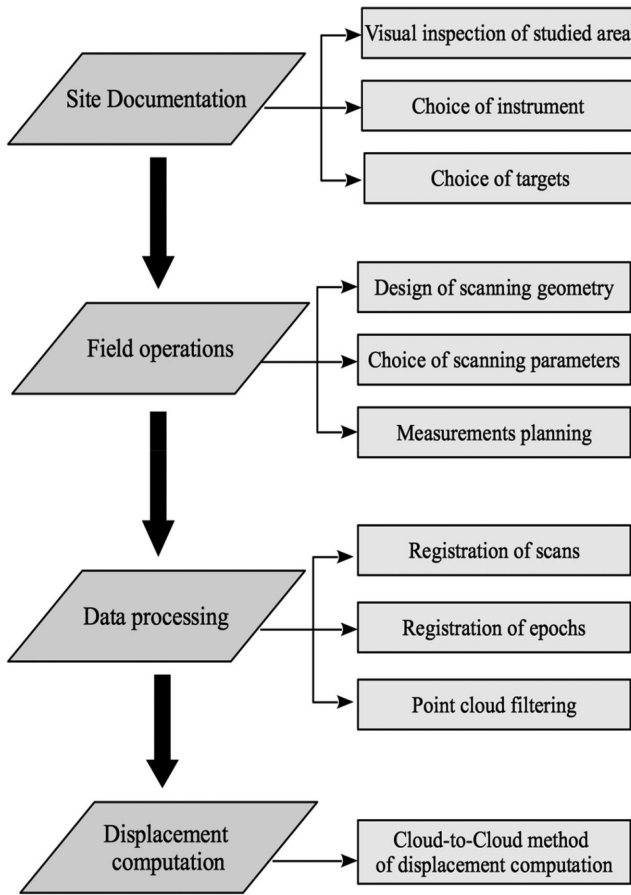 Site Documentation
Visual inspection of studied area
Choice of instrument
Choice of targets
Field operations
Design of scanning geometry
Choice of scanning parameters
Measurements planning
Data processing
Registration of scans
Registration of epochs
Point cloud filtering
Displacement
computation
Cloud-to-Cloud method
of displacement computation